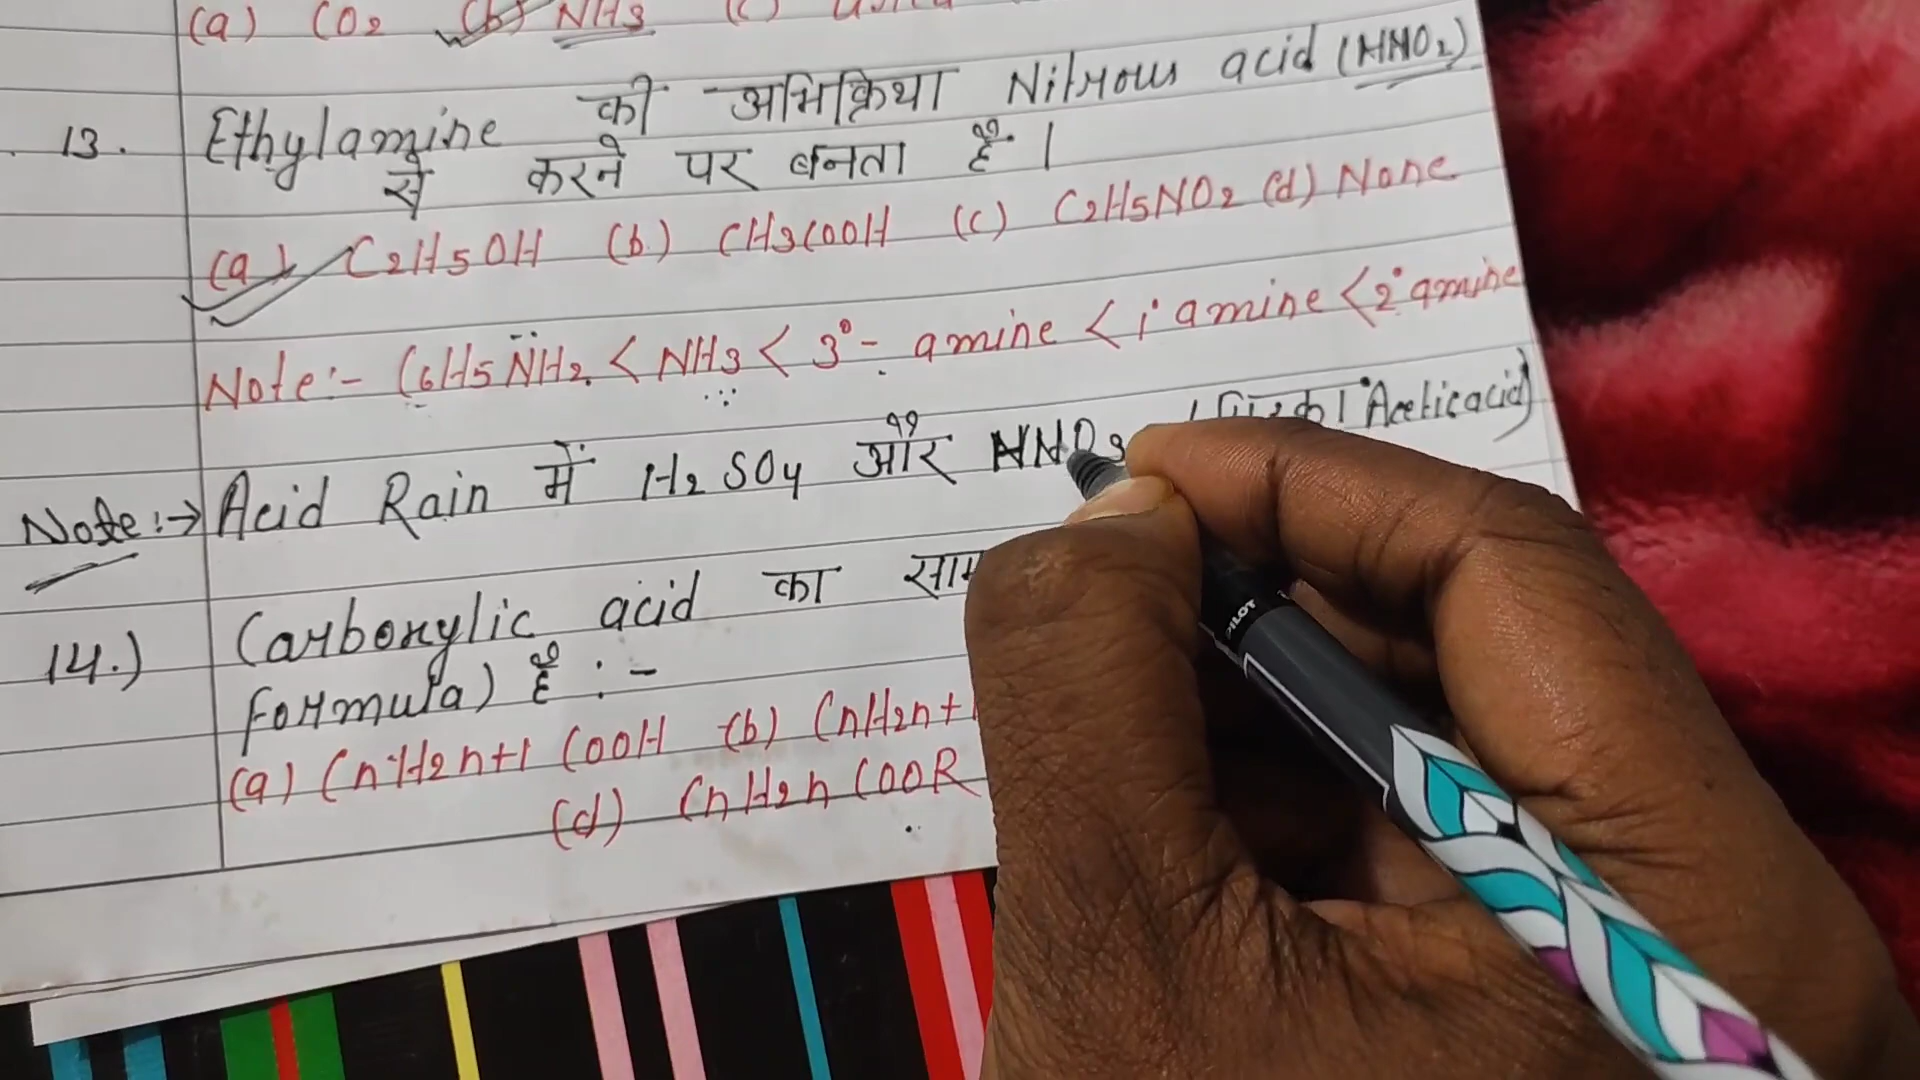 (a) CO2 (b) NH3 (c)
13. Ethylamine की अभिक्रिया Nitrous acid (HNO2)
से करने पर बनता है।
(a) C2H5OH (b) CH3COOH (c) C2H5NO2 (d) None
Note:- C6H5NH2 < NH3 < 3°- amine < 1° amine < 2° amine
(सिरका Acetic acid)
Note:→ Acid Rain में H2SO4 और HNO3
14.) Carboxylic acid का
formula) है :-
(a) CnH2n+1 COOH (b) CnH2n+1
(d) CnH2n COOR
PILOT